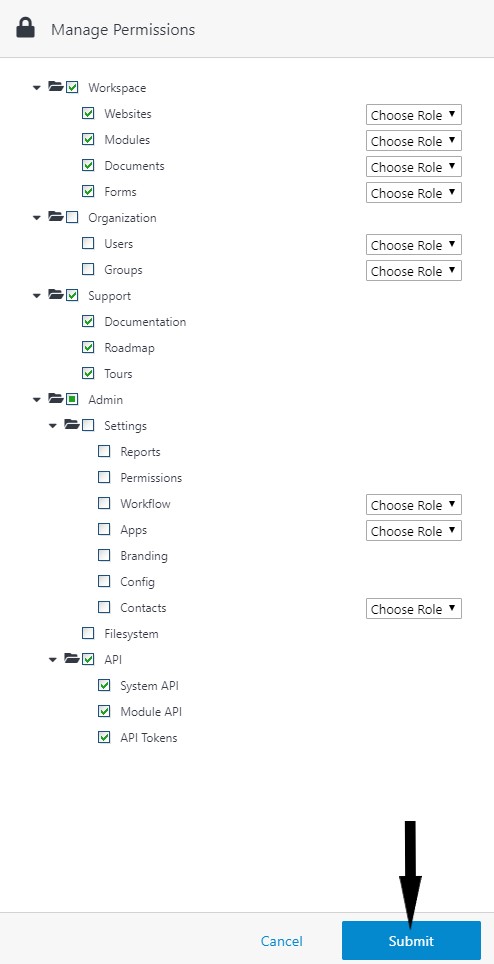 Manage Permissions
Workspace
Websites Choose Role
Modules Choose Role
Documents Choose Role
Forms Choose Role
Organization
Users Choose Role
Groups Choose Role
Support
Documentation
Roadmap
Tours
Admin
Settings
Reports
Permissions
Workflow Choose Role
Apps Choose Role
Branding
Config
Contacts Choose Role
Filesystem
API
System API
Module API
API Tokens
Cancel Submit